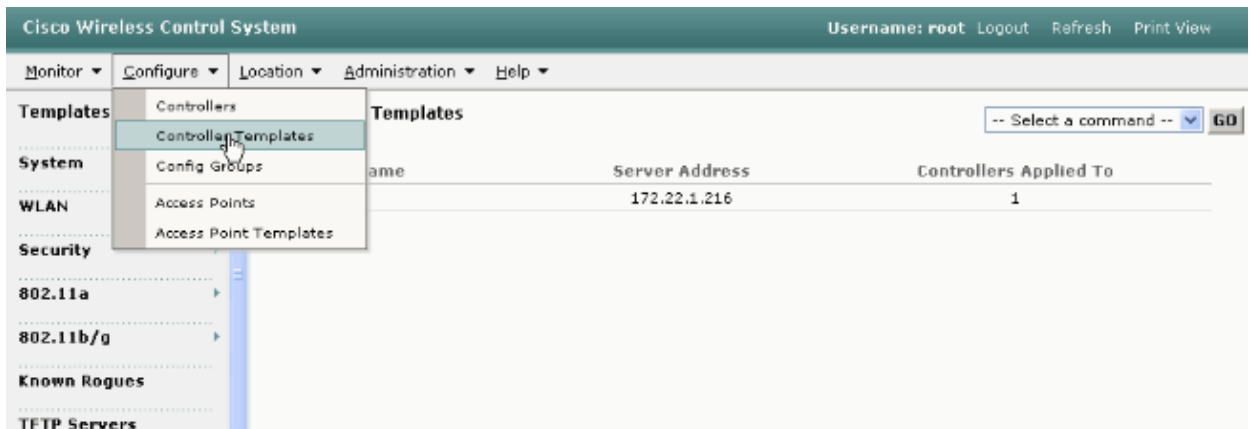 Cisco Wireless Control System Username: root Logout Refresh Print View
Monitor Configure Location Administration Help
Templates Controllers Templates -- Select a command -- GO
Controller Templates
System Config Groups ame Server Address Controllers Applied To
WLAN Access Points 172.22.1.216 1
Access Point Templates
Security
802.11a
802.11b/g
Known Rogues
TFTP Servers